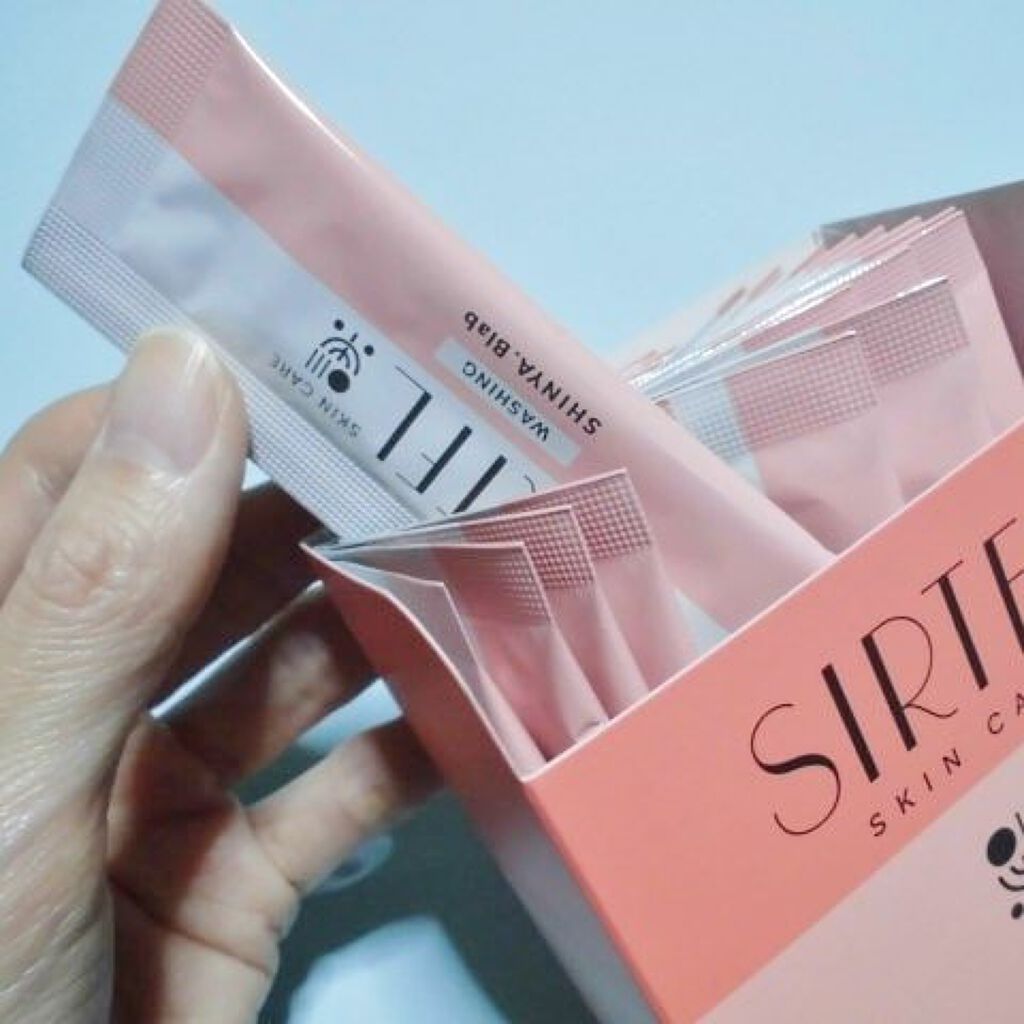 SHINYA.Blab
WASHING
SKIN CARE
SIRTE
SKIN CA